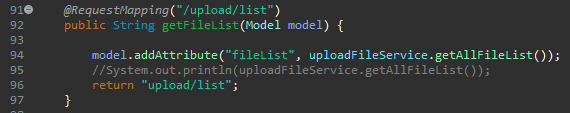 91 @RequestMapping("/upload/list")
92 public String getFileList(Model model) {
93
94 model.addAttribute("fileList", uploadFileService.getAllFileList());
95 //System.out.println(uploadFileService.getAllFileList());
96 return "upload/list";
97 }
98